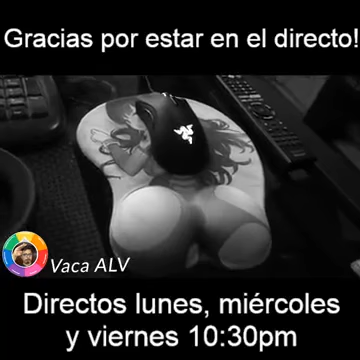 Gracias por estar en el directo!
Vaca ALV
Directos lunes, miércoles
y viernes 10:30pm